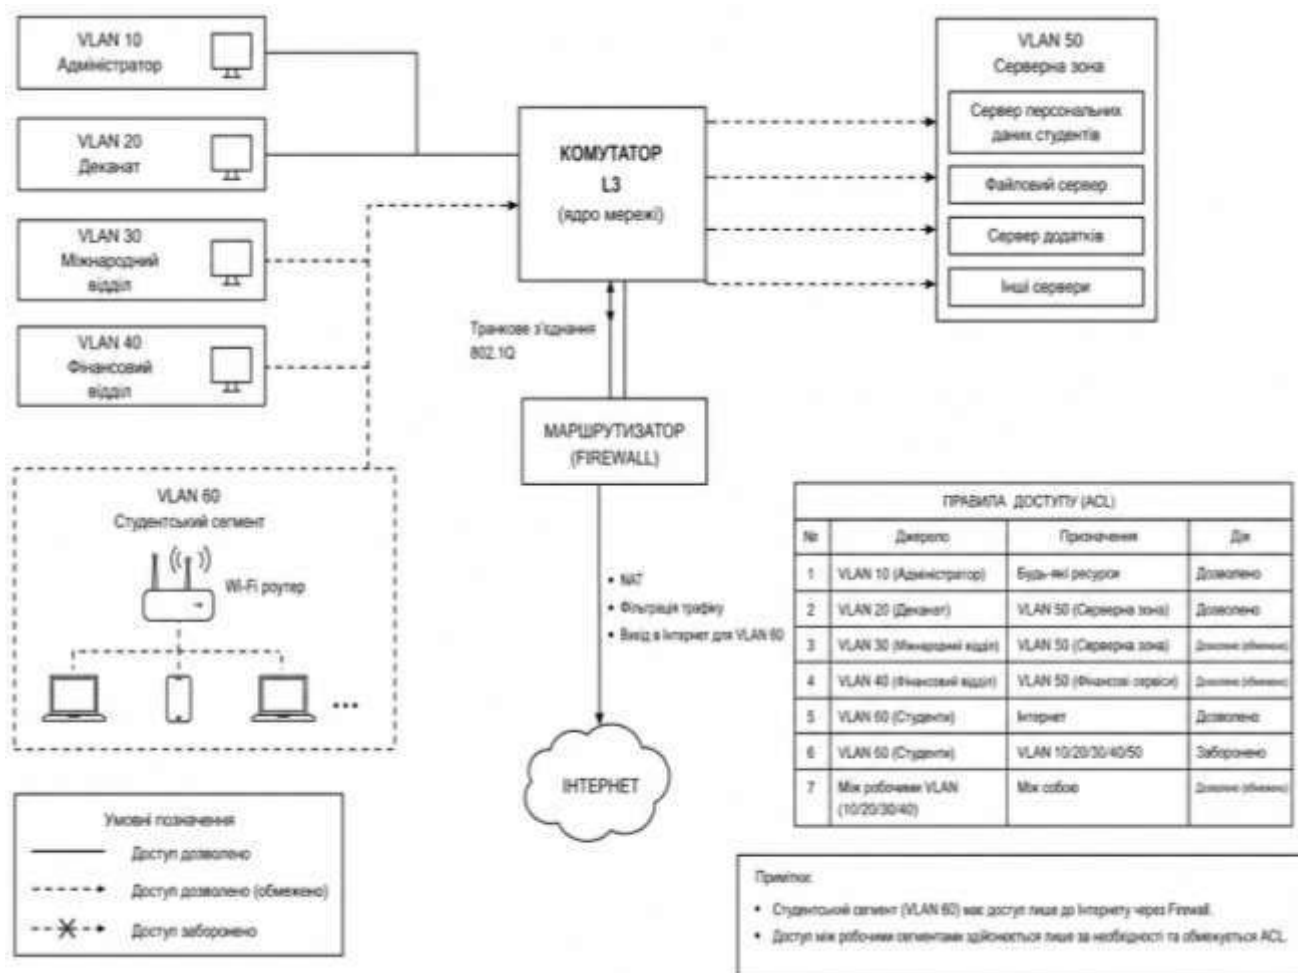 VLAN 10
Адміністратор
VLAN 20
Деканат
VLAN 30
Міжнародний
відділ
VLAN 40
Фінансовий
відділ
КОМУТАТОР
L3
(ядро мережі)
VLAN 50
Серверна зона
Сервер персональних
даних студентів
Файловий сервер
Сервер додатків
Інші сервери
Транкове з'єднання
802.1Q
МАРШРУТИЗАТОР
(FIREWALL)
VLAN 60
Студентський сегмент
Wi-Fi роутер
...
• NAT
• Фільтрація трафіку
• Вихід в Інтернет для VLAN 60
ІНТЕРНЕТ
ПРАВИЛА ДОСТУПУ (ACL)
№ Джерело Призначення Дія
1 VLAN 10 (Адміністратор) Будь-які ресурси Дозволено
2 VLAN 20 (Деканат) VLAN 50 (Серверна зона) Дозволено
3 VLAN 30 (Міжнародний відділ) VLAN 50 (Серверна зона) Дозволено (обмежено)
4 VLAN 40 (Фінансовий відділ) VLAN 50 (Фінансові сервіси) Дозволено (обмежено)
5 VLAN 60 (Студенти) Інтернет Дозволено
6 VLAN 60 (Студенти) VLAN 10/20/30/40/50 Заборонено
7 Між робочими VLAN Між собою Дозволено (обмежено)
(10/20/30/40)
Умовні позначення
Доступ дозволено
Доступ дозволено (обмежено)
Доступ заборонено
Примітки:
• Студентський сегмент (VLAN 60) має доступ лише до Інтернету через Firewall.
• Доступ між робочими сегментами здійснюється лише за необхідності та обмежується ACL.